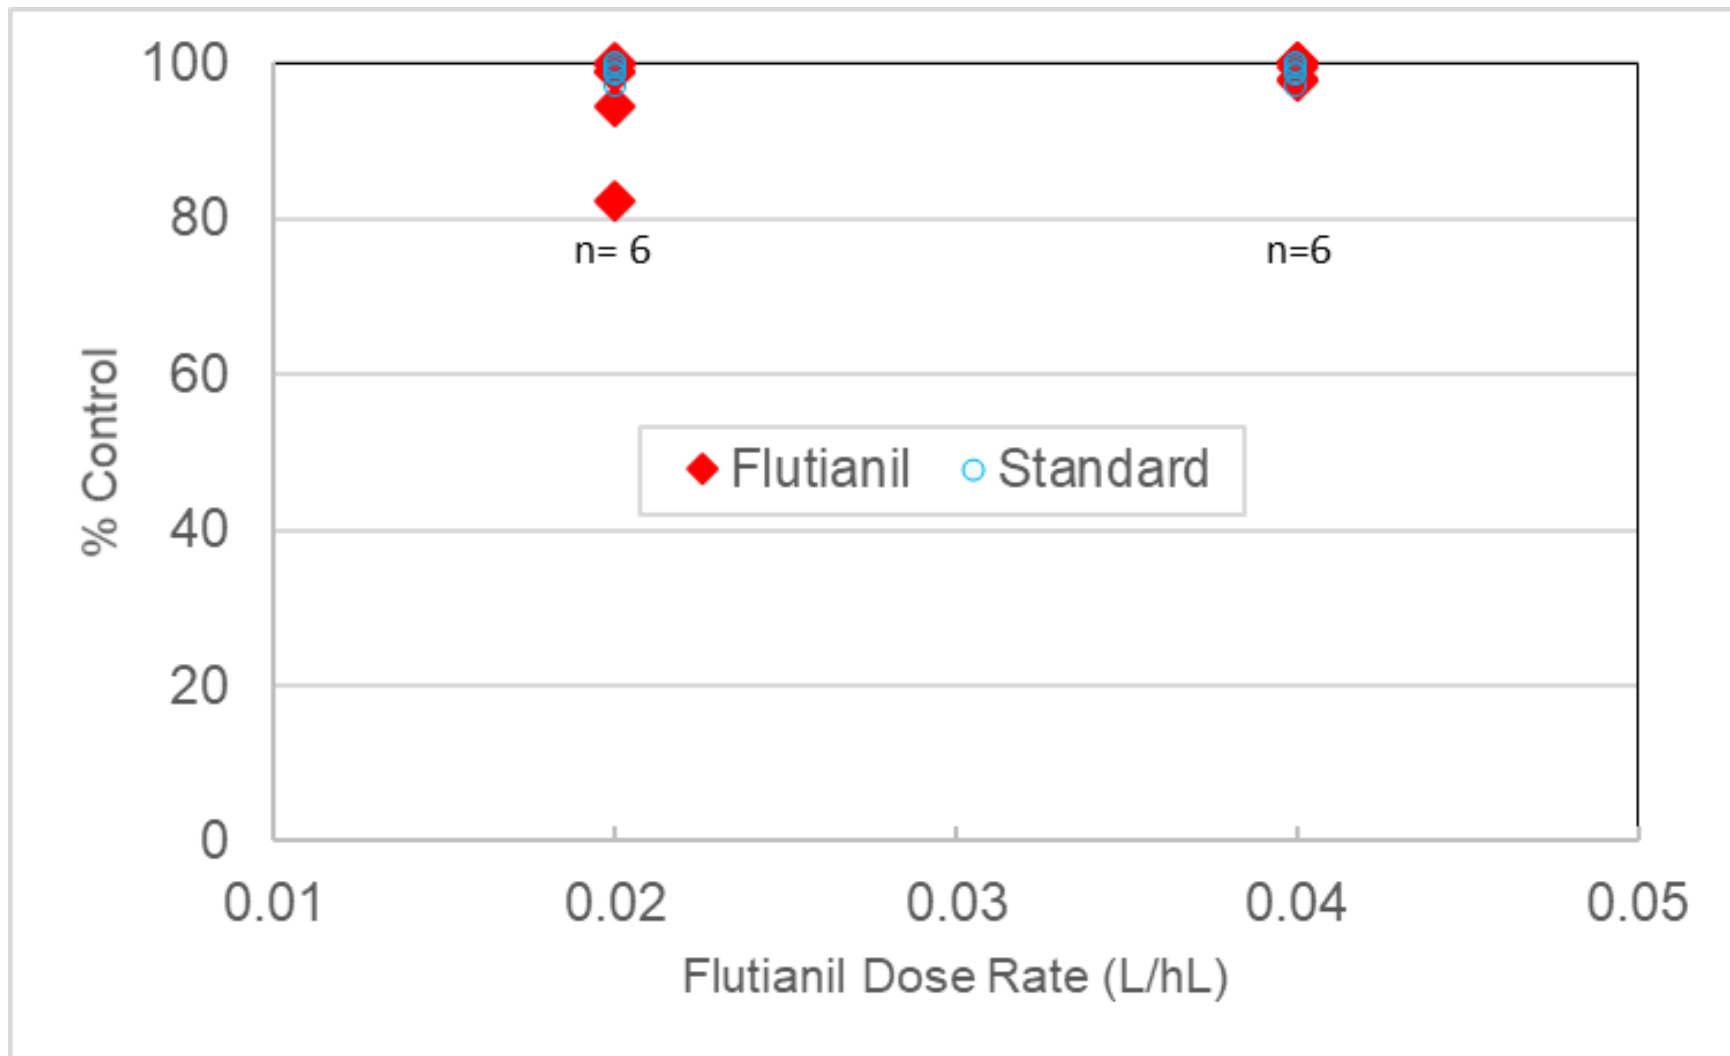 100
80
60
40
20
0
% Control
n= 6
n=6
Flutianil Standard
0.01 0.02 0.03 0.04 0.05
Flutianil Dose Rate (L/hL)